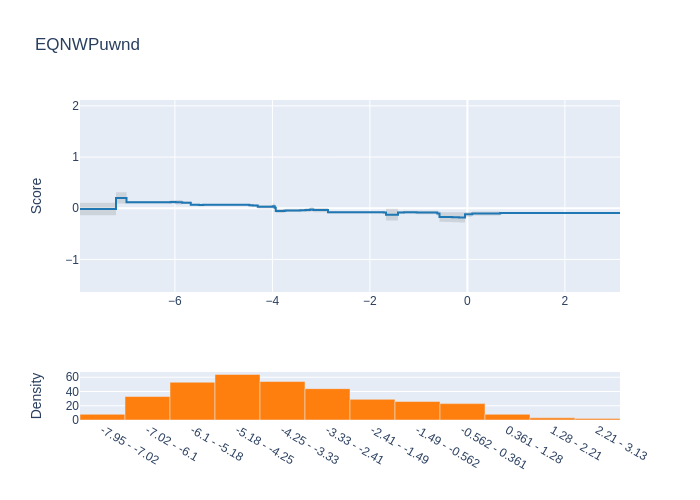 EQNWPuwnd
Score
2
1
0
−1
−6
−4
−2
0
2
Density
60
40
20
0
-7.95 - -7.02
-7.02 - -6.1
-6.1 - -5.18
-5.18 - -4.25
-4.25 - -3.33
-3.33 - -2.41
-2.41 - -1.49
-1.49 - -0.562
-0.562 - 0.361
0.361 - 1.28
1.28 - 2.21
2.21 - 3.13